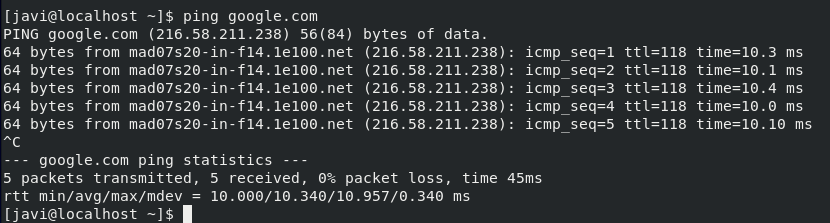 [javi@localhost ~]$ ping google.com
PING google.com (216.58.211.238) 56(84) bytes of data.
64 bytes from mad07s20-in-f14.1e100.net (216.58.211.238): icmp_seq=1 ttl=118 time=10.3 ms
64 bytes from mad07s20-in-f14.1e100.net (216.58.211.238): icmp_seq=2 ttl=118 time=10.1 ms
64 bytes from mad07s20-in-f14.1e100.net (216.58.211.238): icmp_seq=3 ttl=118 time=10.4 ms
64 bytes from mad07s20-in-f14.1e100.net (216.58.211.238): icmp_seq=4 ttl=118 time=10.0 ms
64 bytes from mad07s20-in-f14.1e100.net (216.58.211.238): icmp_seq=5 ttl=118 time=10.10 ms
^C
--- google.com ping statistics ---
5 packets transmitted, 5 received, 0% packet loss, time 45ms
rtt min/avg/max/mdev = 10.000/10.340/10.957/0.340 ms
[javi@localhost ~]$